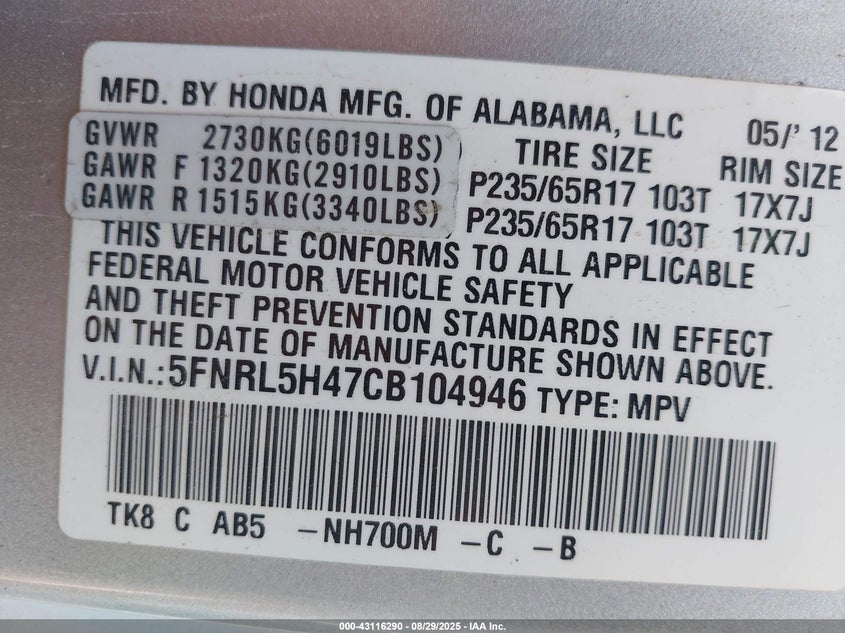 MFD. BY HONDA MFG. OF ALABAMA, LLC 05/' 12
GVWR 2730KG(6019LBS) TIRE SIZE RIM SIZE
GAWR F 1320KG(2910LBS) P235/65R17 103T 17X7J
GAWR R 1515KG(3340LBS) P235/65R17 103T 17X7J
THIS VEHICLE CONFORMS TO ALL APPLICABLE
FEDERAL MOTOR VEHICLE SAFETY
AND THEFT PREVENTION STANDARDS IN EFFECT
ON THE DATE OF MANUFACTURE SHOWN ABOVE.
V.I.N.:5FNRL5H47CB104946 TYPE: MPV
TK8 C AB5 -NH700M -C -B
000-43116290 - 08/29/2025 - IAA Inc.